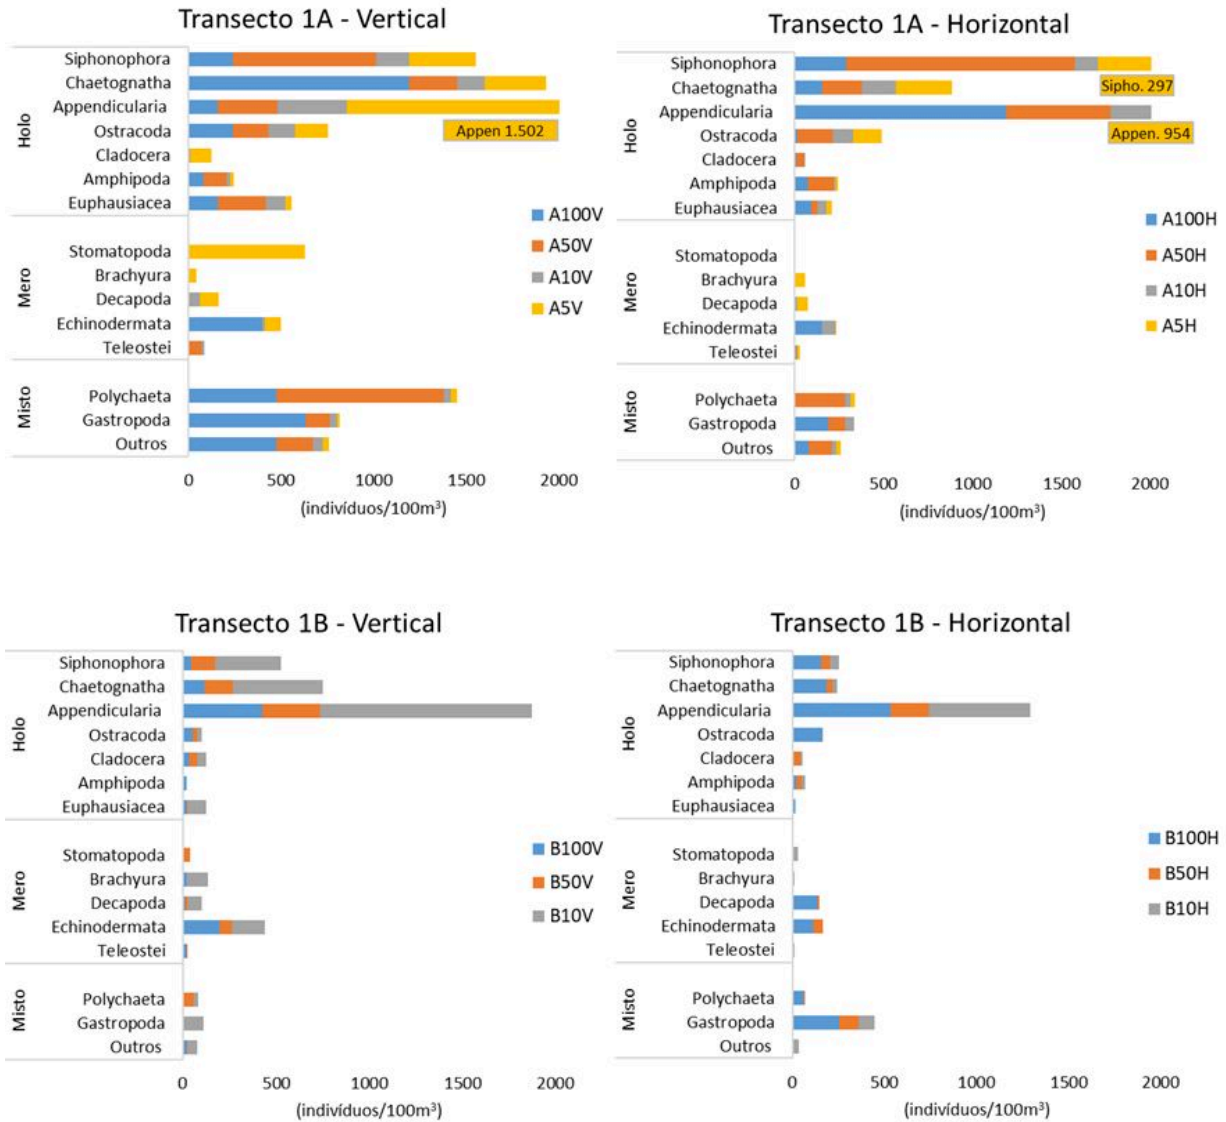 Transecto 1A - Vertical
Holo
Siphonophora
Chaetognatha
Appendicularia
Ostracoda
Cladocera
Amphipoda
Euphausiacea
Appen 1.502
Mero
Stomatopoda
Brachyura
Decapoda
Echinodermata
Teleostei
Misto
Polychaeta
Gastropoda
Outros
A100V
A50V
A10V
A5V
0 500 1000 1500 2000
(indivíduos/100m³)
Transecto 1A - Horizontal
Holo
Siphonophora
Chaetognatha
Appendicularia
Ostracoda
Cladocera
Amphipoda
Euphausiacea
Sipho. 297
Appen. 954
Mero
Stomatopoda
Brachyura
Decapoda
Echinodermata
Teleostei
Misto
Polychaeta
Gastropoda
Outros
A100H
A50H
A10H
A5H
0 500 1000 1500 2000
(indivíduos/100m³)
Transecto 1B - Vertical
Holo
Siphonophora
Chaetognatha
Appendicularia
Ostracoda
Cladocera
Amphipoda
Euphausiacea
Mero
Stomatopoda
Brachyura
Decapoda
Echinodermata
Teleostei
Misto
Polychaeta
Gastropoda
Outros
B100V
B50V
B10V
0 500 1000 1500 2000
(indivíduos/100m³)
Transecto 1B - Horizontal
Holo
Siphonophora
Chaetognatha
Appendicularia
Ostracoda
Cladocera
Amphipoda
Euphausiacea
Mero
Stomatopoda
Brachyura
Decapoda
Echinodermata
Teleostei
Misto
Polychaeta
Gastropoda
Outros
B100H
B50H
B10H
0 500 1000 1500 2000
(indivíduos/100m³)